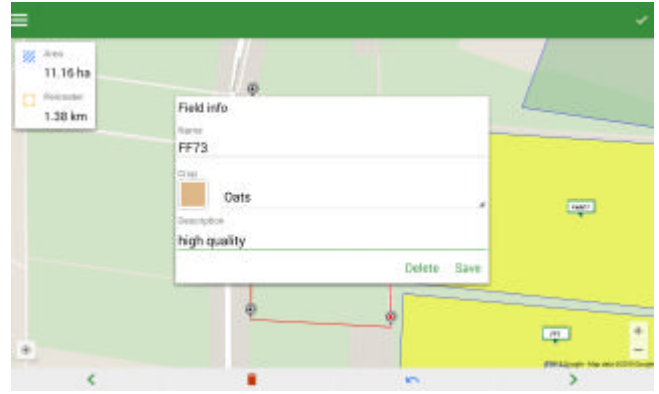 Area
11.16 ha
Perimeter
1.38 km
Field info
Name
FF73
Crop
Oats
Description
high quality
Delete Save